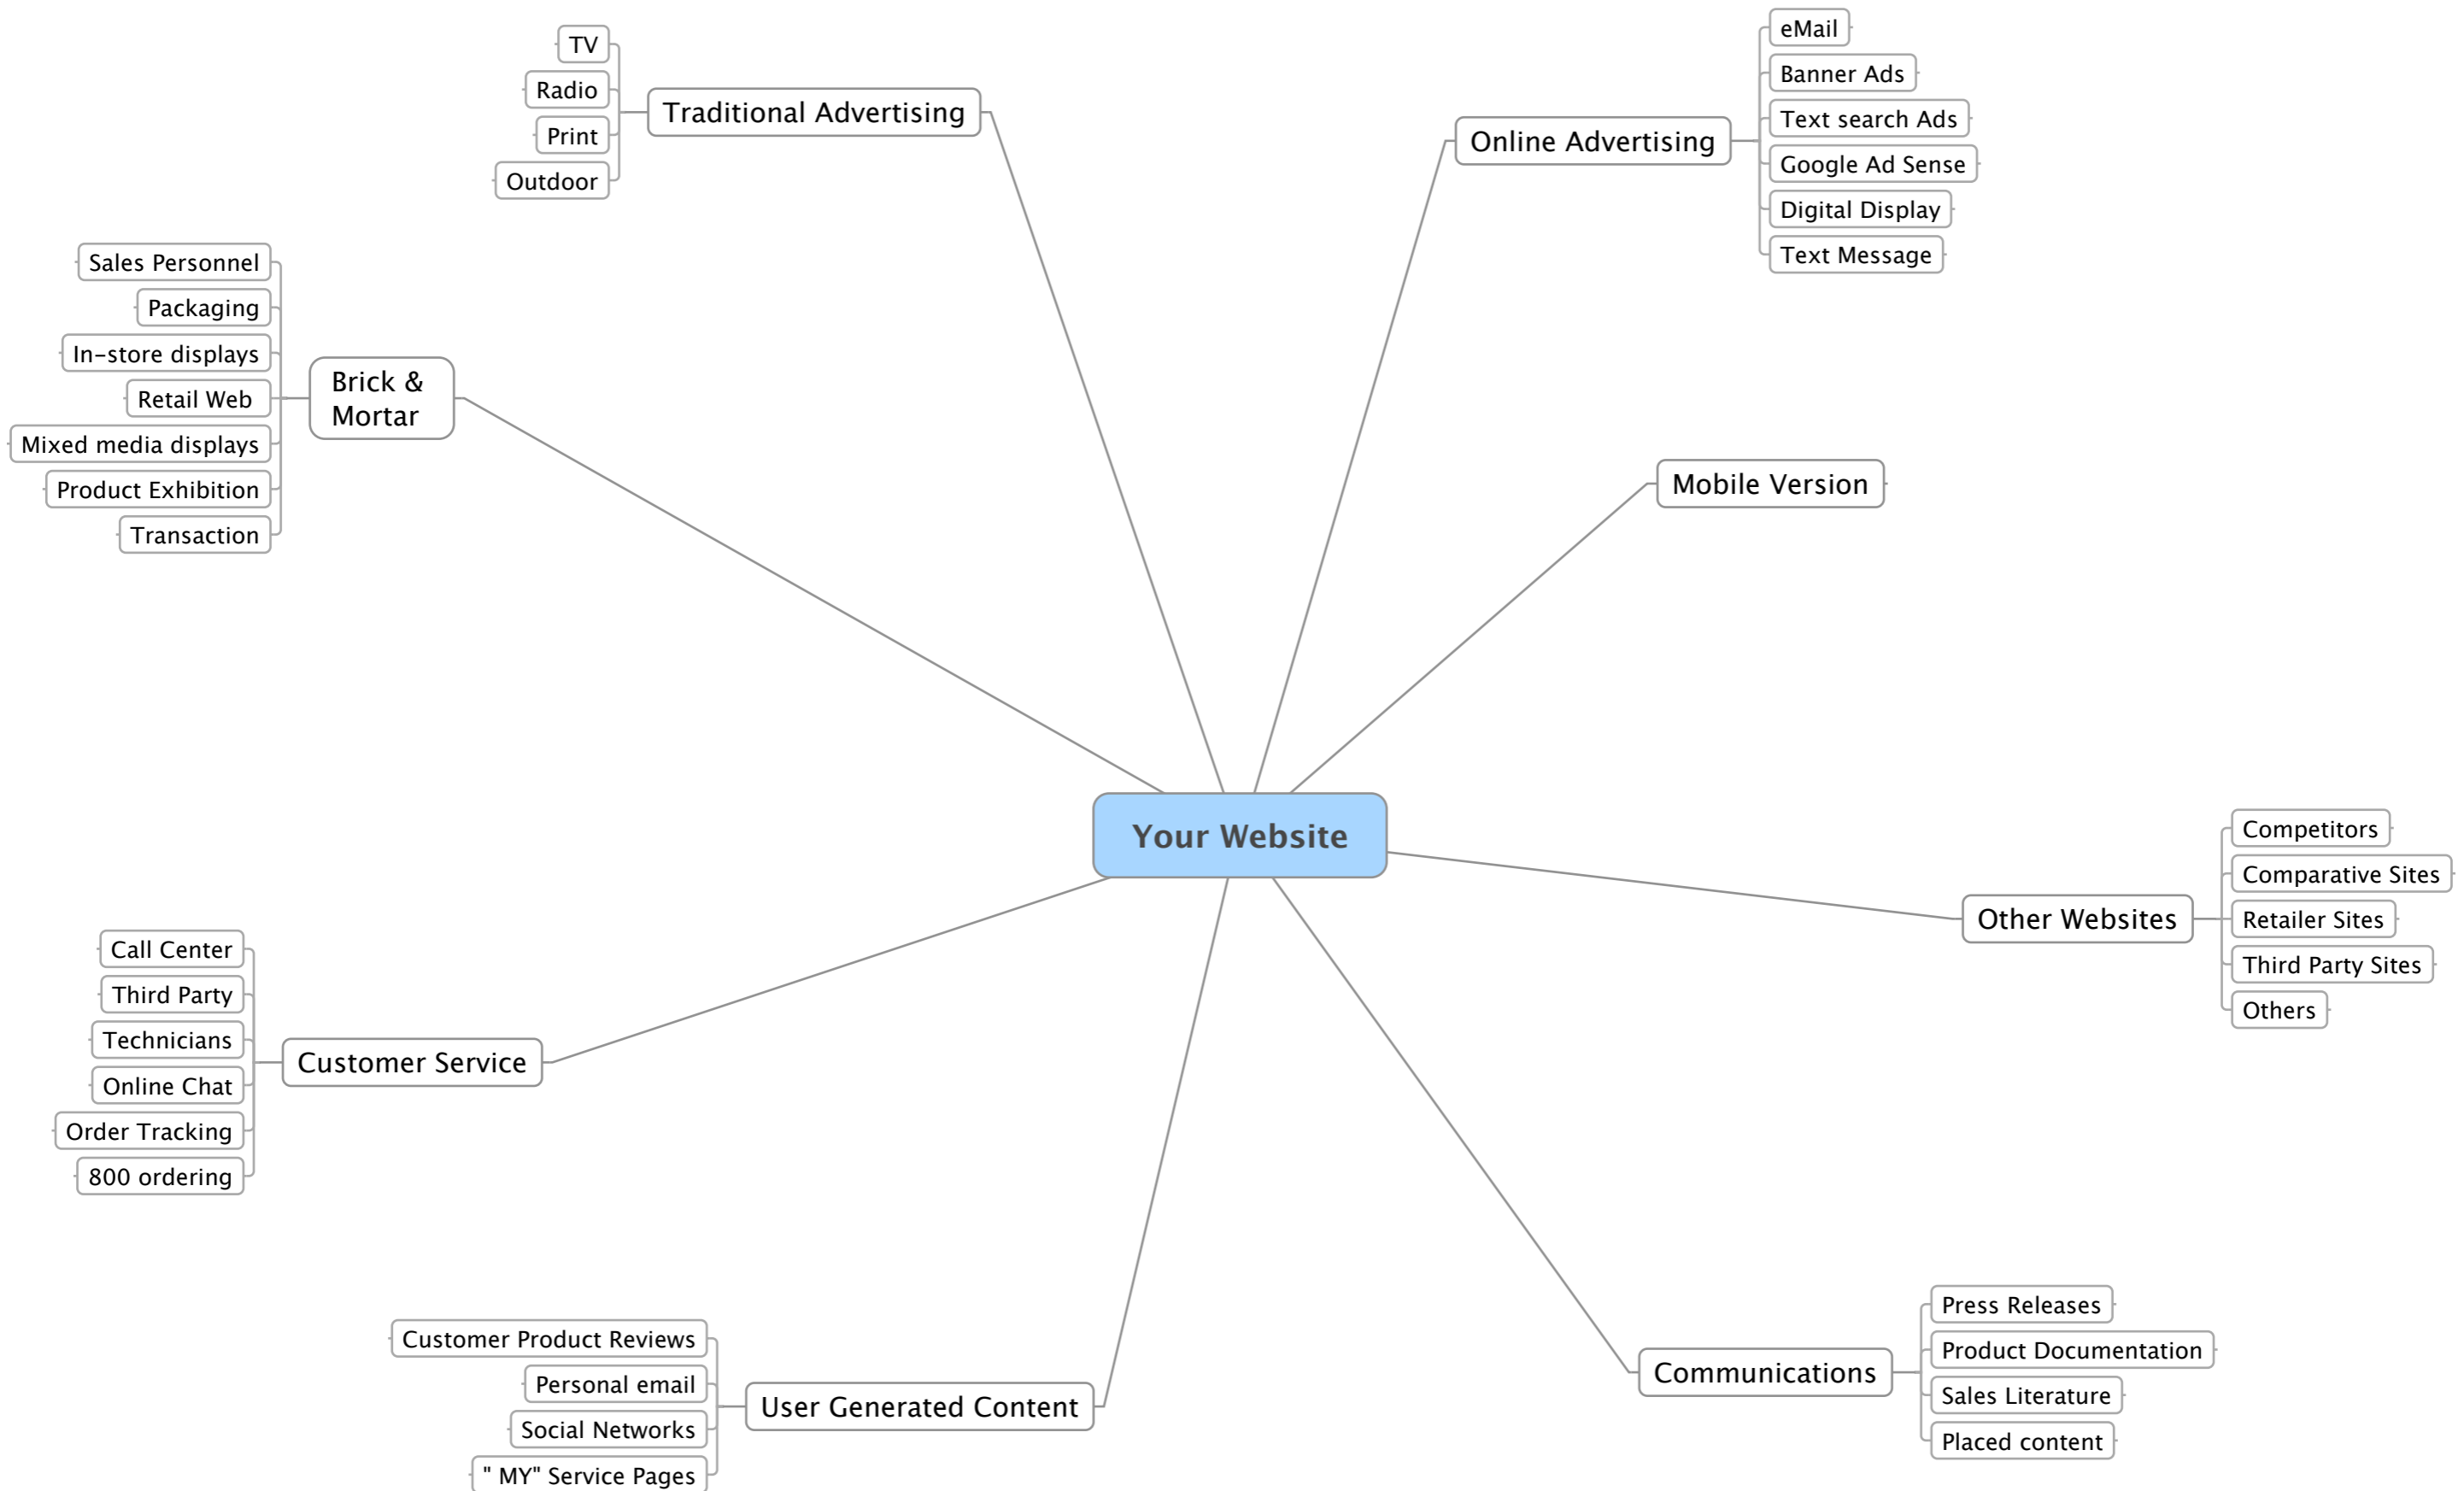 Your Website
Traditional Advertising
TV
Radio
Print
Outdoor
Online Advertising
eMail
Banner Ads
Text search Ads
Google Ad Sense
Digital Display
Text Message
Brick &
Mortar
Sales Personnel
Packaging
In-store displays
Retail Web
Mixed media displays
Product Exhibition
Transaction
Mobile Version
Other Websites
Competitors
Comparative Sites
Retailer Sites
Third Party Sites
Others
Customer Service
Call Center
Third Party
Technicians
Online Chat
Order Tracking
800 ordering
User Generated Content
Customer Product Reviews
Personal email
Social Networks
" MY" Service Pages
Communications
Press Releases
Product Documentation
Sales Literature
Placed content